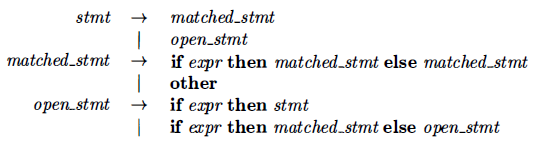 stmt → matched_stmt
| open_stmt
matched_stmt → if expr then matched_stmt else matched_stmt
| other
open_stmt → if expr then stmt
| if expr then matched_stmt else open_stmt